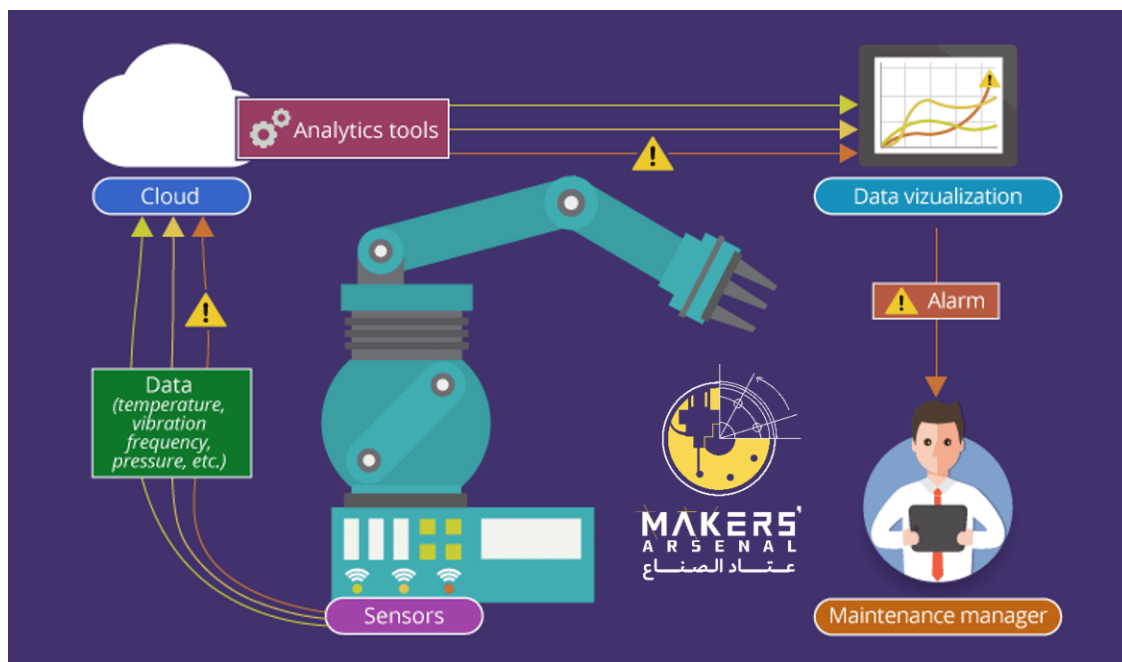 Analytics tools
Cloud
Data vizualization
Alarm
Data
(temperature,
vibration
frequency,
pressure, etc.)
MAKERS'
ARSENAL
عتاد الصناع
Sensors
Maintenance manager